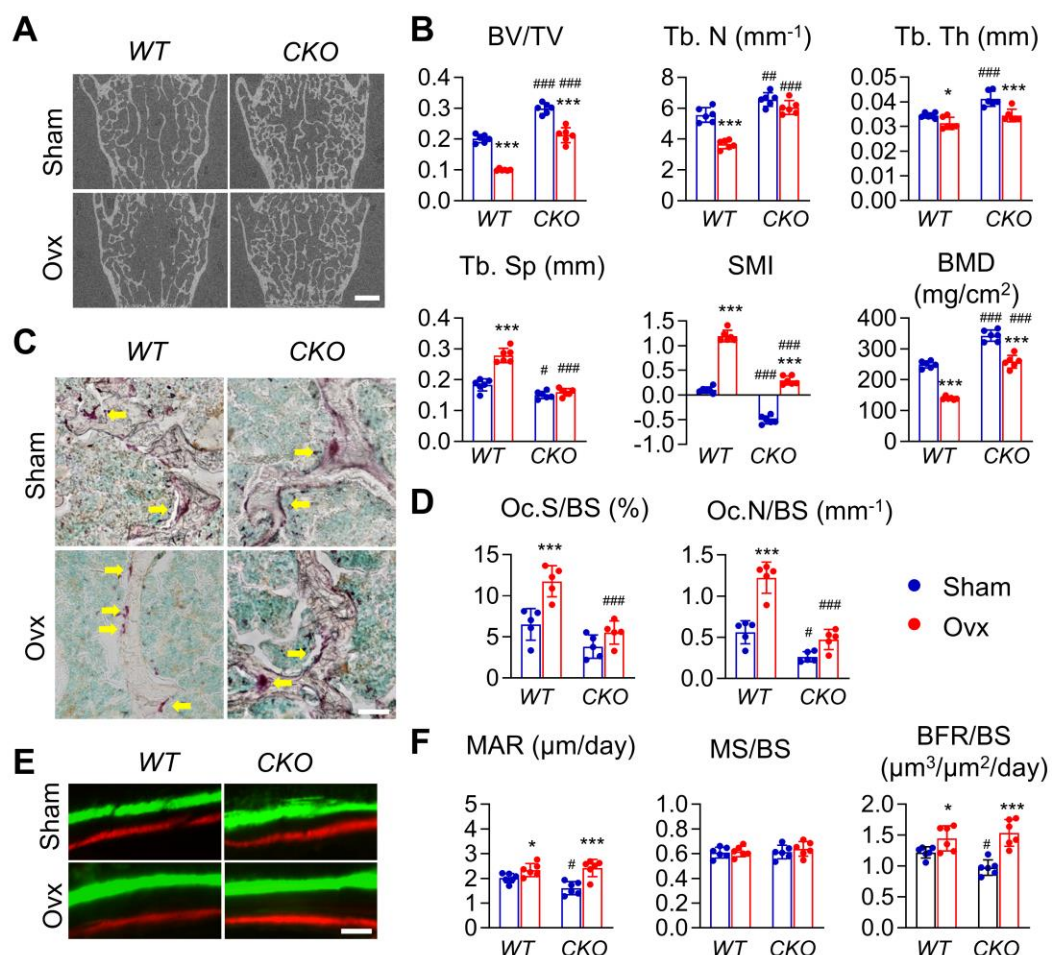 A
WT CKO
Sham
Ovx
B
BV/TV
0.4
0.3
0.2
0.1
0.0
***
### ###
***
WT CKO
Tb. N (mm⁻¹)
10
8
6
4
2
0
***
## ###
WT CKO
Tb. Th (mm)
0.05
0.04
0.03
0.02
0.01
0.00
*
###
***
WT CKO
Tb. Sp (mm)
0.4
0.3
0.2
0.1
0.0
***
# ###
WT CKO
SMI
1.5
1.0
0.5
0.0
-0.5
-1.0
***
###
###
***
WT CKO
BMD
(mg/cm²)
400
300
200
100
0
***
### ###
***
WT CKO
C
WT CKO
Sham
Ovx
D
Oc.S/BS (%)
15
10
5
0
***
###
WT CKO
Oc.N/BS (mm⁻¹)
1.5
1.0
0.5
0.0
***
#
###
WT CKO
Sham
Ovx
E
WT CKO
Sham
Ovx
F
MAR (µm/day)
5
4
3
2
1
0
*
#
***
WT CKO
MS/BS
1.0
0.8
0.6
0.4
0.2
0.0
WT CKO
BFR/BS
(µm³/µm²/day)
2.0
1.5
1.0
0.5
0.0
*
#
***
WT CKO